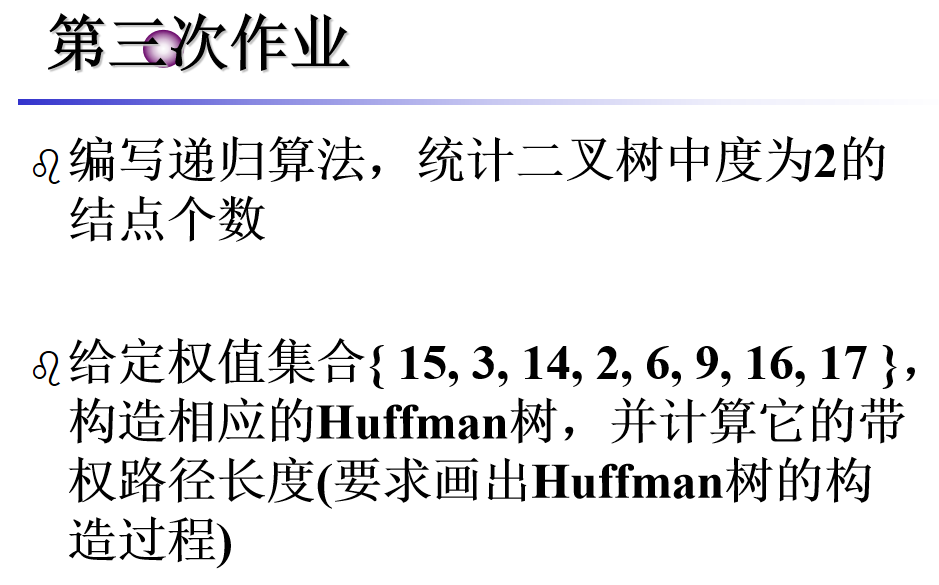 第三次作业
编写递归算法，统计二叉树中度为2的
结点个数
给定权值集合{ 15, 3, 14, 2, 6, 9, 16, 17 },
构造相应的Huffman树，并计算它的带
权路径长度(要求画出Huffman树的构
造过程)